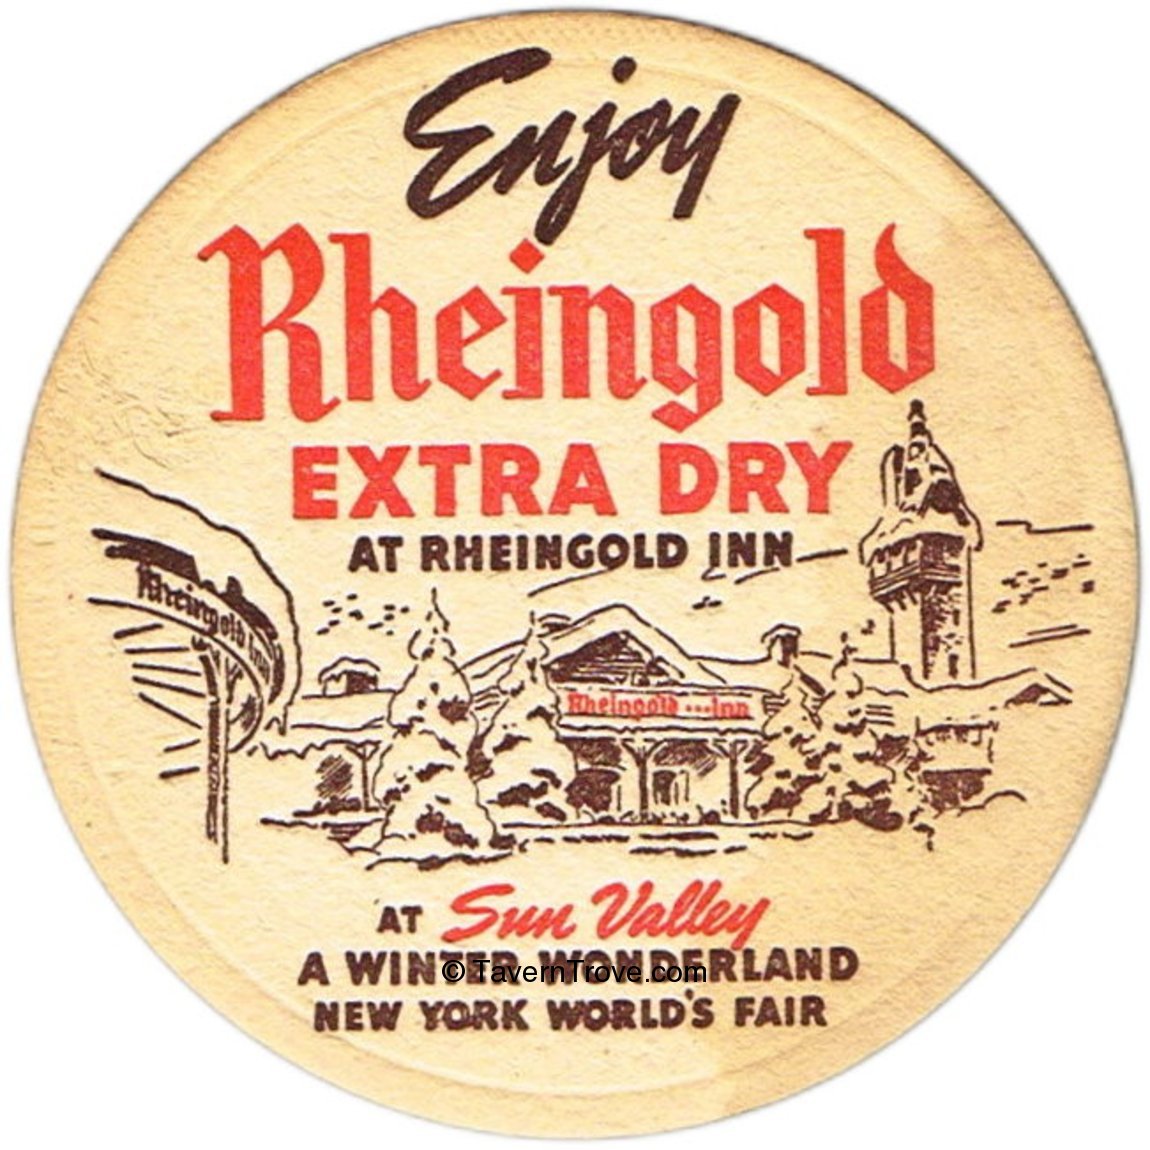 Enjoy
Rheingold
EXTRA DRY
AT RHEINGOLD INN
Rheingold Inn
Rheingold ... Inn
AT Sun Valley
A WINTER WONDERLAND
© TavernTrove.com
NEW YORK WORLD'S FAIR